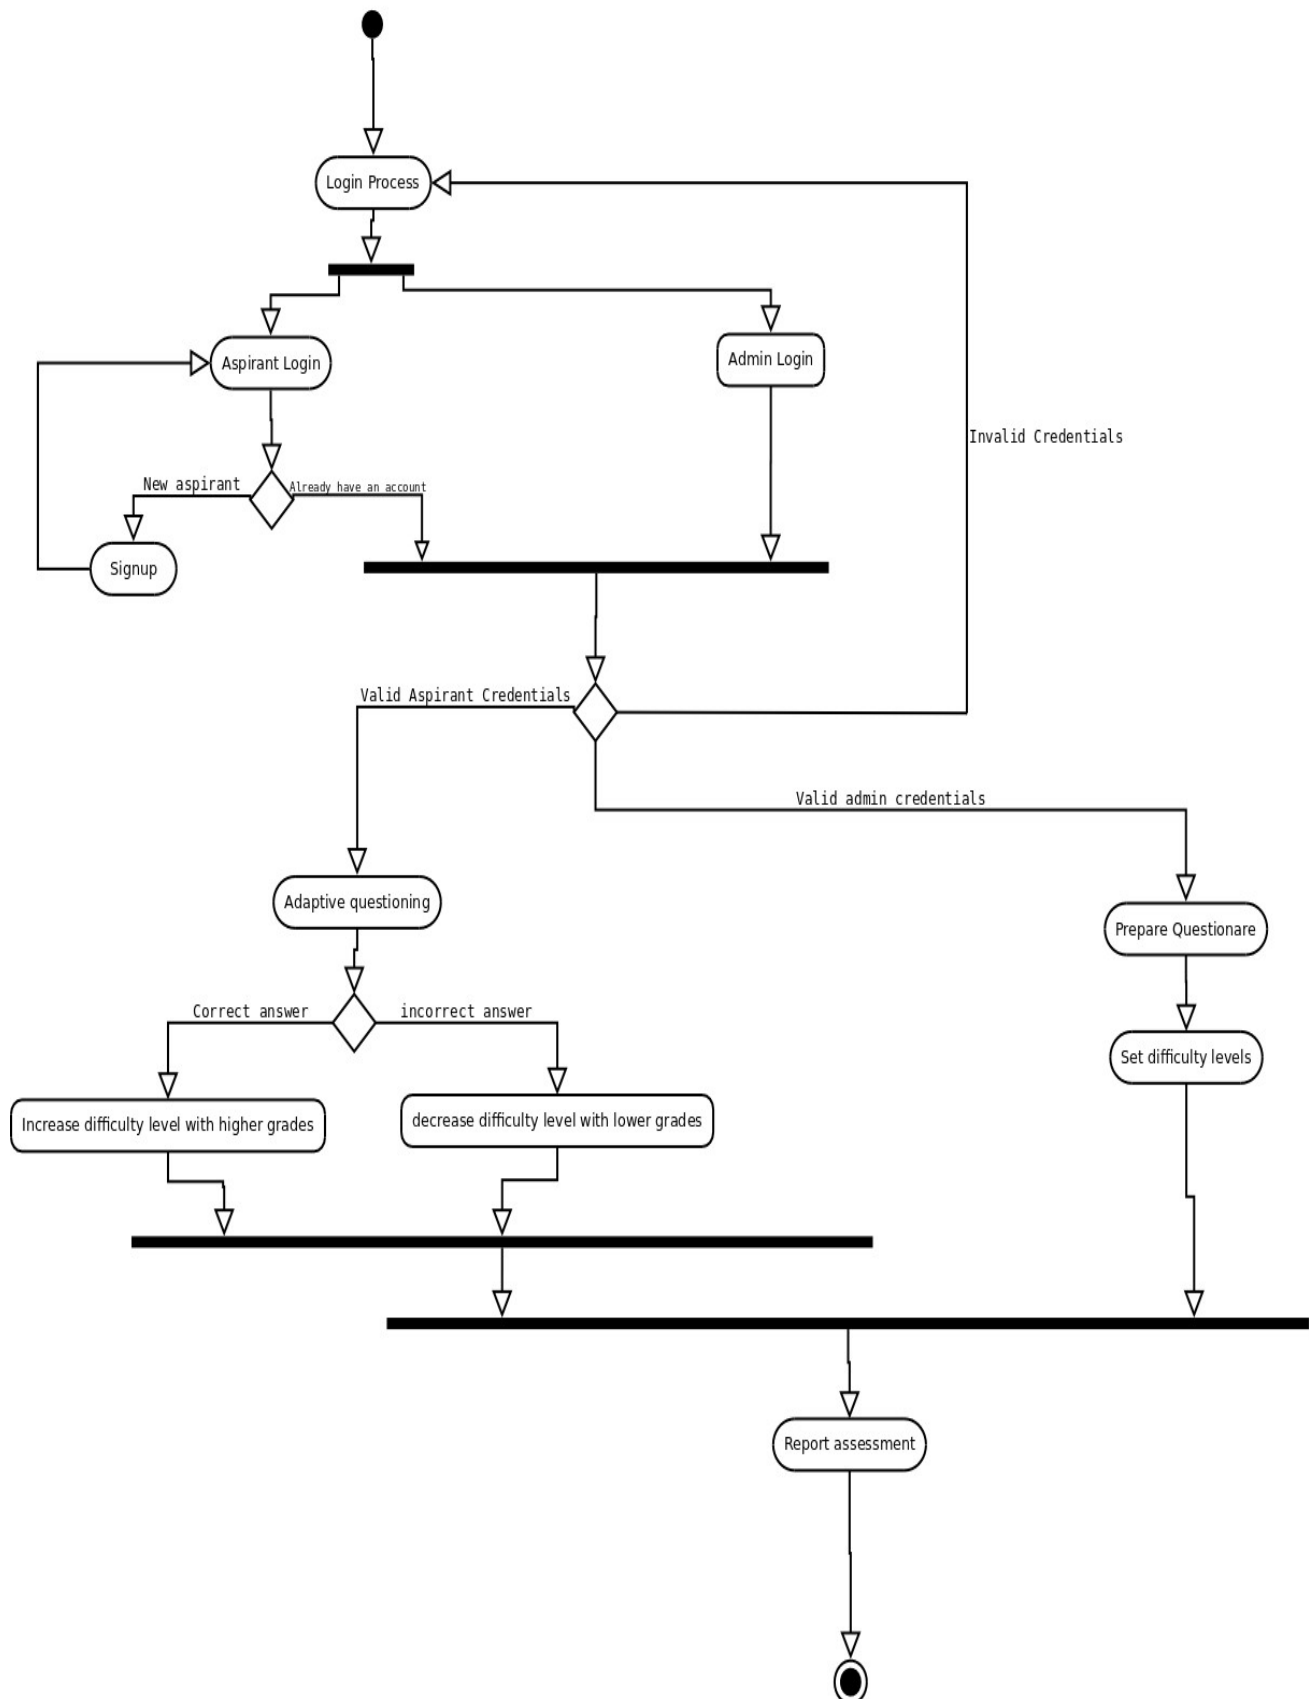 Login Process
Aspirant Login
Admin Login
Invalid Credentials
New aspirant
Already have an account
Signup
Valid Aspirant Credentials
Valid admin credentials
Adaptive questioning
Prepare Questionare
Correct answer
incorrect answer
Set difficulty levels
Increase difficulty level with higher grades
decrease difficulty level with lower grades
Report assessment